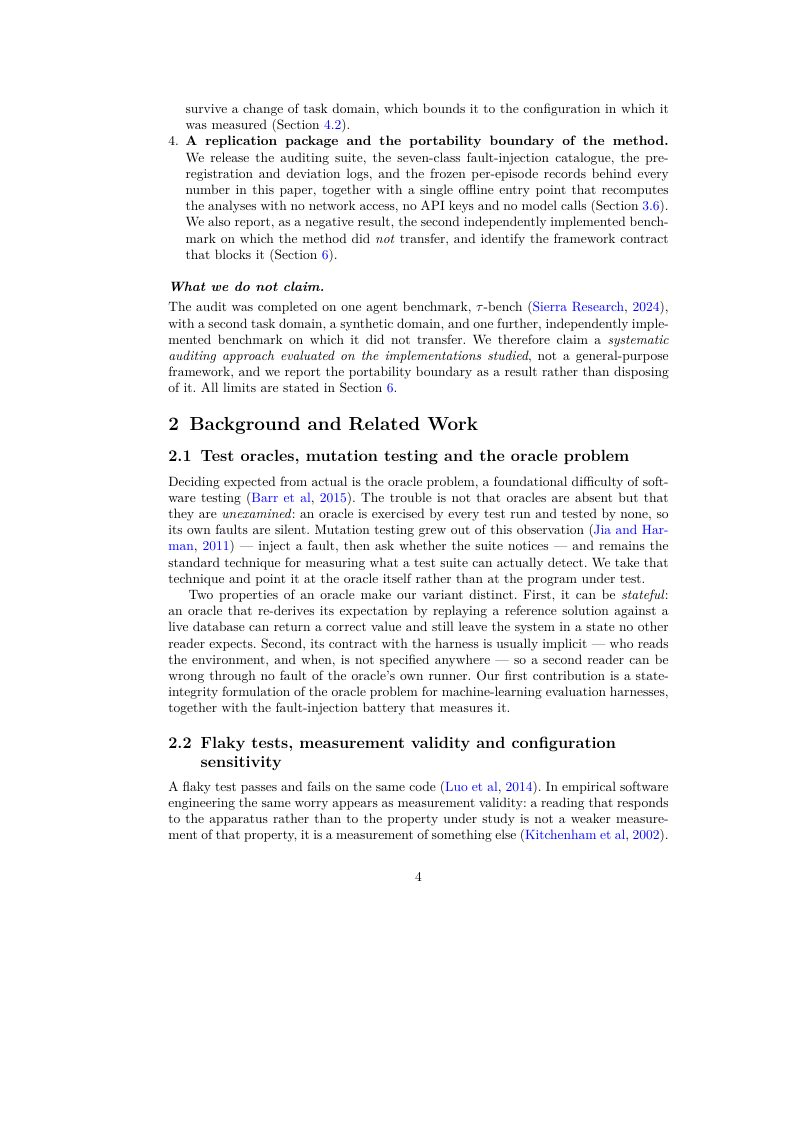 survive a change of task domain, which bounds it to the configuration in which it
was measured (Section 4.2).
4. A replication package and the portability boundary of the method.
We release the auditing suite, the seven-class fault-injection catalogue, the pre-
registration and deviation logs, and the frozen per-episode records behind every
number in this paper, together with a single offline entry point that recomputes
the analyses with no network access, no API keys and no model calls (Section 3.6).
We also report, as a negative result, the second independently implemented bench-
mark on which the method did not transfer, and identify the framework contract
that blocks it (Section 6).
What we do not claim.
The audit was completed on one agent benchmark, τ-bench (Sierra Research, 2024),
with a second task domain, a synthetic domain, and one further, independently imple-
mented benchmark on which it did not transfer. We therefore claim a systematic
auditing approach evaluated on the implementations studied, not a general-purpose
framework, and we report the portability boundary as a result rather than disposing
of it. All limits are stated in Section 6.
2 Background and Related Work
2.1 Test oracles, mutation testing and the oracle problem
Deciding expected from actual is the oracle problem, a foundational difficulty of soft-
ware testing (Barr et al, 2015). The trouble is not that oracles are absent but that
they are unexamined: an oracle is exercised by every test run and tested by none, so
its own faults are silent. Mutation testing grew out of this observation (Jia and Har-
man, 2011) — inject a fault, then ask whether the suite notices — and remains the
standard technique for measuring what a test suite can actually detect. We take that
technique and point it at the oracle itself rather than at the program under test.
Two properties of an oracle make our variant distinct. First, it can be stateful:
an oracle that re-derives its expectation by replaying a reference solution against a
live database can return a correct value and still leave the system in a state no other
reader expects. Second, its contract with the harness is usually implicit — who reads
the environment, and when, is not specified anywhere — so a second reader can be
wrong through no fault of the oracle's own runner. Our first contribution is a state-
integrity formulation of the oracle problem for machine-learning evaluation harnesses,
together with the fault-injection battery that measures it.
2.2 Flaky tests, measurement validity and configuration
sensitivity
A flaky test passes and fails on the same code (Luo et al, 2014). In empirical software
engineering the same worry appears as measurement validity: a reading that responds
to the apparatus rather than to the property under study is not a weaker measure-
ment of that property, it is a measurement of something else (Kitchenham et al, 2002).
4